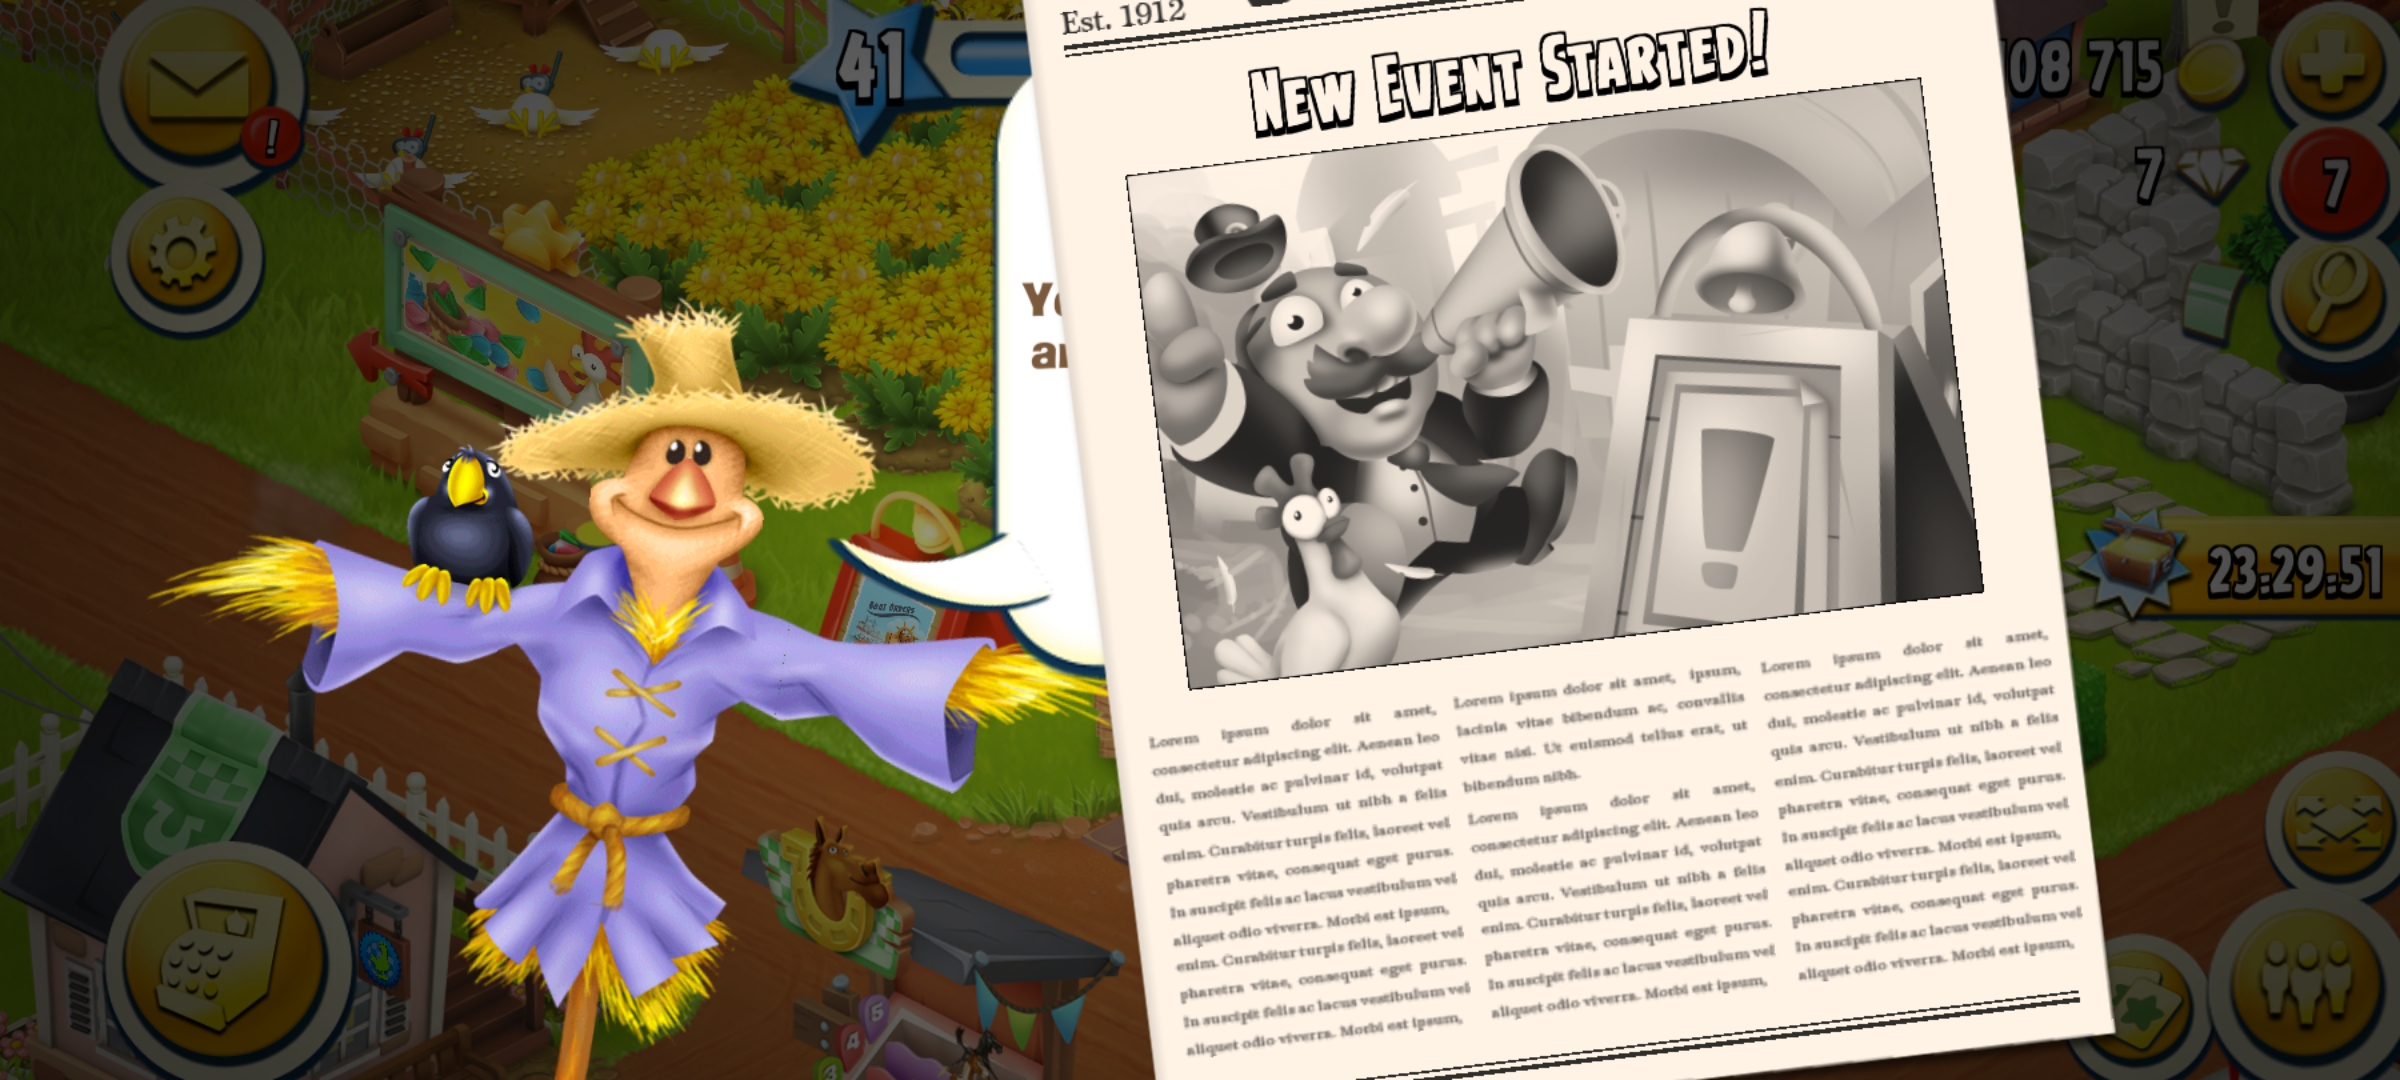 Est. 1912
41
NEW EVENT STARTED!
08 715
7
7
23:29:51
BOAT ORDERS
5
4
3
Lorem ipsum dolor sit amet,
consectetur adipiscing elit. Aenean leo
dui, molestie ac pulvinar id, volutpat
quis arcu. Vestibulum ut nibh a felis
enim. Curabitur turpis felis, laoreet vel
pharetra vitae, consequat eget purus.
In suscipit felis ac lacus vestibulum vel
aliquet odio viverra. Morbi est ipsum,
enim. Curabitur turpis felis, laoreet vel
pharetra vitae, consequat eget purus.
In suscipit felis ac lacus vestibulum vel
aliquet odio viverra. Morbi est ipsum,
Lorem ipsum dolor sit amet, ipsum,
lacinia vitae bibendum ac, convallis
vitae nisi. Ut euismod tellus erat, ut
bibendum nibh.
Lorem ipsum dolor sit amet,
consectetur adipiscing elit. Aenean leo
dui, molestie ac pulvinar id, volutpat
quis arcu. Vestibulum ut nibh a felis
enim. Curabitur turpis felis, laoreet vel
pharetra vitae, consequat eget purus.
In suscipit felis ac lacus vestibulum vel
aliquet odio viverra. Morbi est ipsum,
Lorem ipsum dolor sit amet,
consectetur adipiscing elit. Aenean leo
dui, molestie ac pulvinar id, volutpat
quis arcu. Vestibulum ut nibh a felis
enim. Curabitur turpis felis, laoreet vel
pharetra vitae, consequat eget purus.
In suscipit felis ac lacus vestibulum vel
aliquet odio viverra. Morbi est ipsum,
enim. Curabitur turpis felis, laoreet vel
pharetra vitae, consequat eget purus.
In suscipit felis ac lacus vestibulum vel
aliquet odio viverra. Morbi est ipsum,